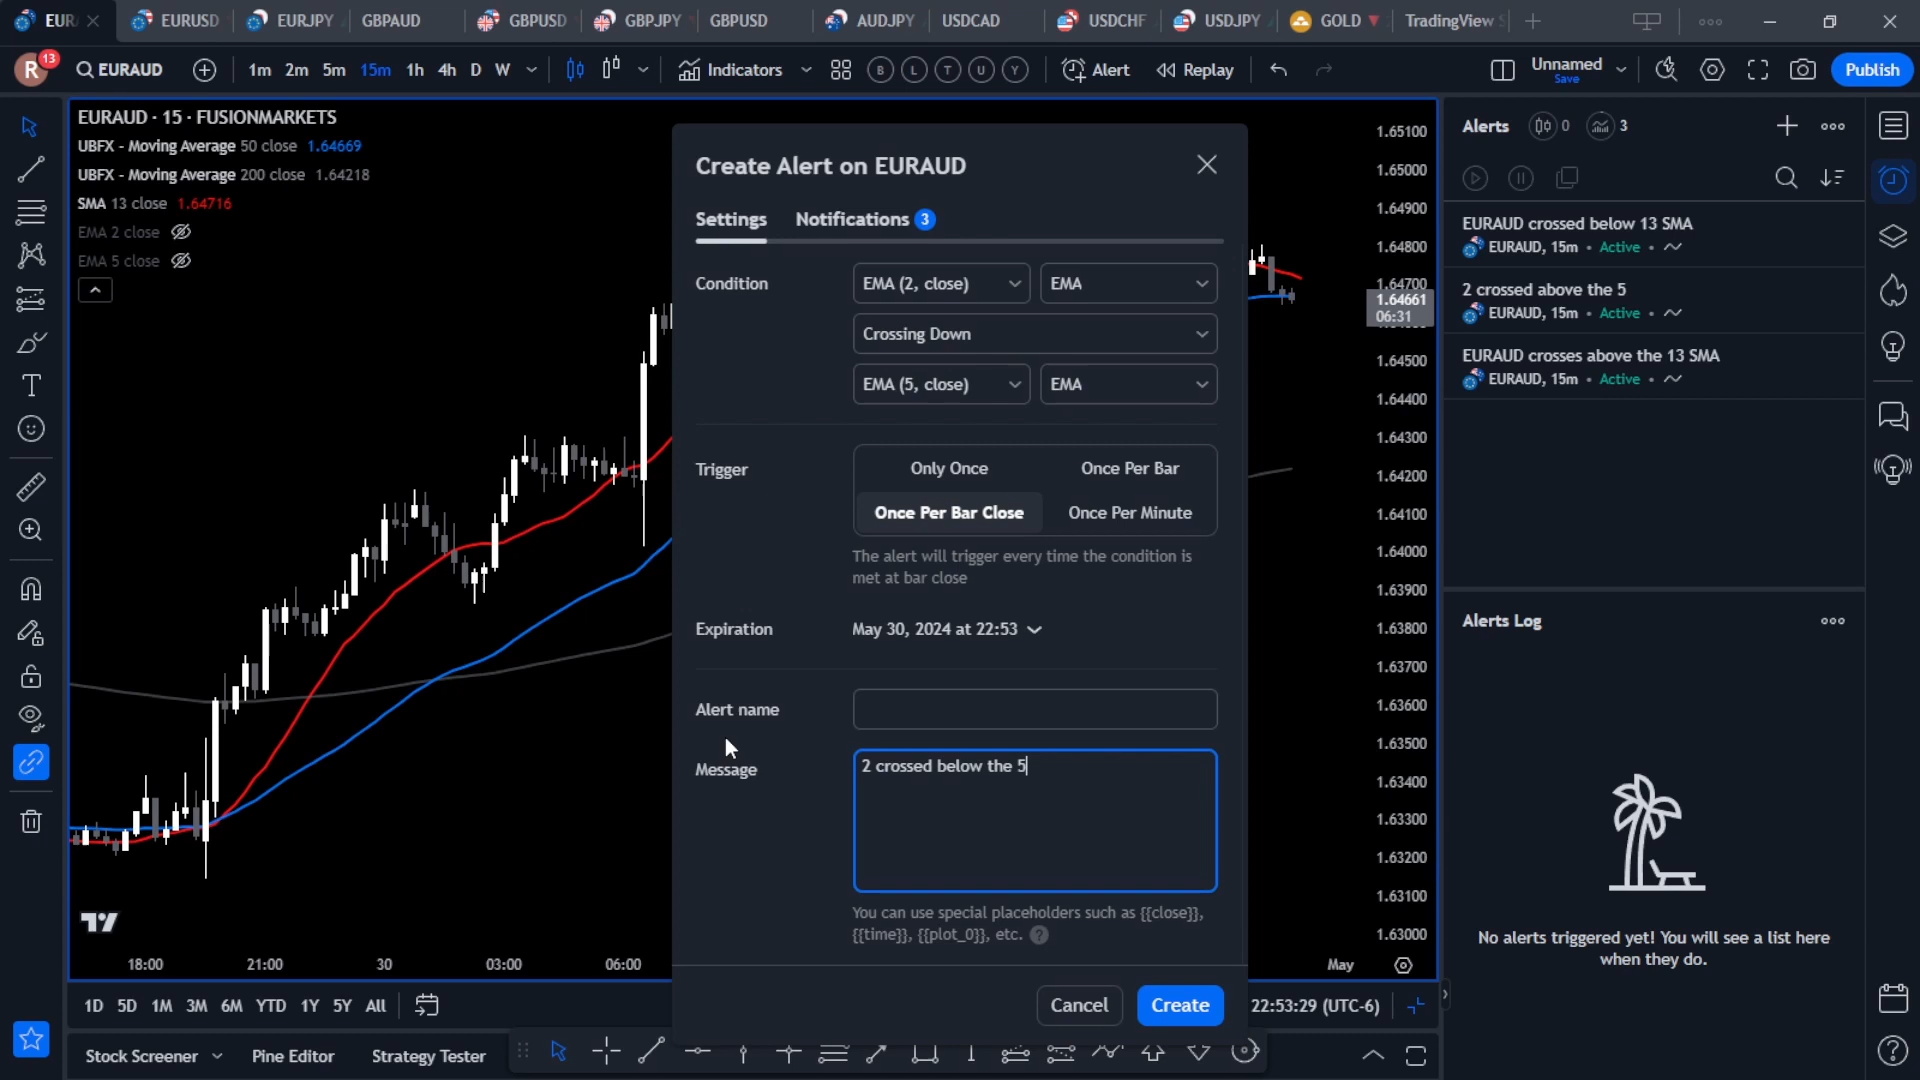 EUR
EURUSD
EURJPY
GBPAUD
GBPUSD
GBPJPY
GBPUSD
AUDJPY
USDCAD
USDCHF
USDJPY
GOLD
TradingView
R
13
EURAUD
1m
2m
5m
15m
1h
4h
D
W
Indicators
B
L
T
U
Y
Alert
Replay
Unnamed
Save
Publish
EURAUD · 15 · FUSIONMARKETS
UBFX - Moving Average 50 close 1.64669
UBFX - Moving Average 200 close 1.64218
SMA 13 close 1.64716
EMA 2 close
EMA 5 close
Create Alert on EURAUD
Settings
Notifications 3
Condition
EMA (2, close)
EMA
Crossing Down
EMA (5, close)
EMA
Trigger
Only Once
Once Per Bar
Once Per Bar Close
Once Per Minute
The alert will trigger every time the condition is
met at bar close
Expiration
May 30, 2024 at 22:53
Alert name
Message
2 crossed below the 5
You can use special placeholders such as {{close}},
{{time}}, {{plot_0}}, etc.
?
Cancel
Create
1.65100
1.65000
1.64900
1.64800
1.64700
1.64661
06:31
1.64500
1.64400
1.64300
1.64200
1.64100
1.64000
1.63900
1.63800
1.63700
1.63600
1.63500
1.63400
1.63300
1.63200
1.63100
1.63000
18:00
21:00
30
03:00
06:00
May
1D
5D
1M
3M
6M
YTD
1Y
5Y
All
22:53:29 (UTC-6)
Stock Screener
Pine Editor
Strategy Tester
Alerts
0
3
EURAUD crossed below 13 SMA
EURAUD, 15m • Active •
2 crossed above the 5
EURAUD, 15m • Active •
EURAUD crosses above the 13 SMA
EURAUD, 15m • Active •
Alerts Log
No alerts triggered yet! You will see a list here
when they do.